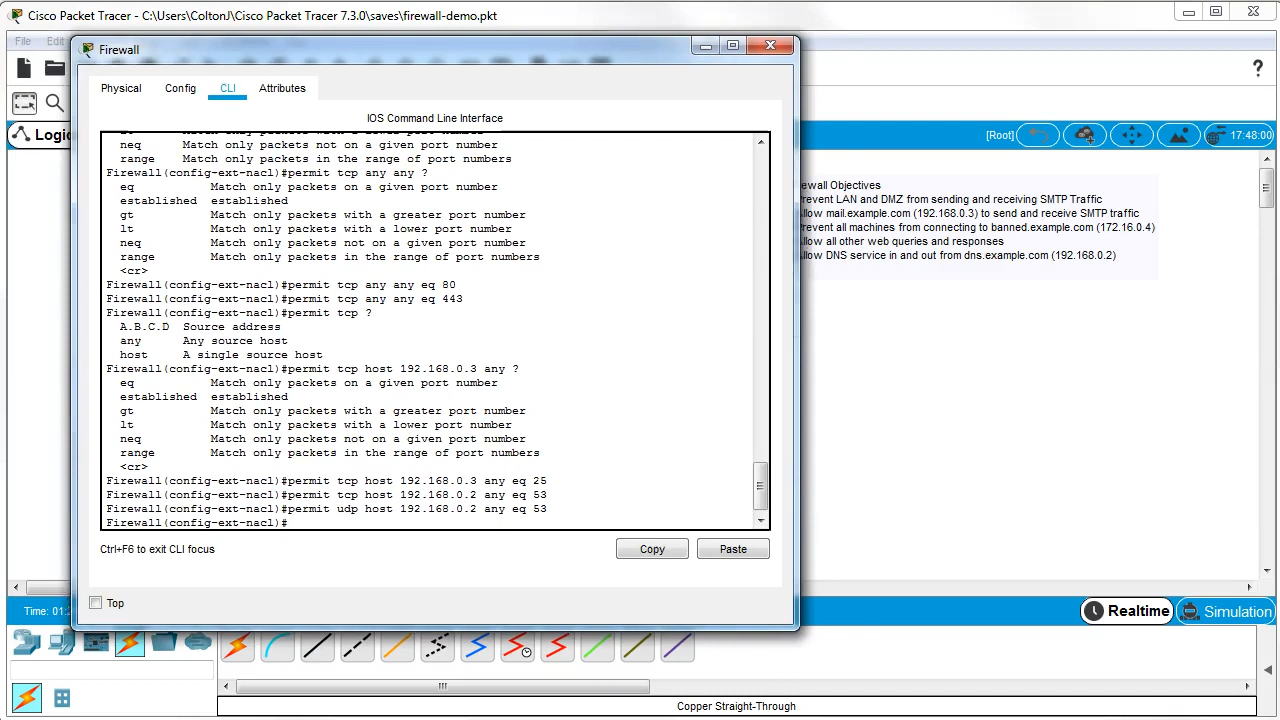 Cisco Packet Tracer - C:\Users\ColtonJ\Cisco Packet Tracer 7.3.0\saves\firewall-demo.pkt
File Edit
Firewall
Physical Config CLI Attributes
IOS Command Line Interface
Logic
[Root]
17:48:00
lt Match only packets with a lower port number
neq Match only packets not on a given port number
range Match only packets in the range of port numbers
Firewall(config-ext-nacl)#permit tcp any any ?
eq Match only packets on a given port number
established established
gt Match only packets with a greater port number
lt Match only packets with a lower port number
neq Match only packets not on a given port number
range Match only packets in the range of port numbers
<cr>
Firewall(config-ext-nacl)#permit tcp any any eq 80
Firewall(config-ext-nacl)#permit tcp any any eq 443
Firewall(config-ext-nacl)#permit tcp ?
A.B.C.D Source address
any Any source host
host A single source host
Firewall(config-ext-nacl)#permit tcp host 192.168.0.3 any ?
eq Match only packets on a given port number
established established
gt Match only packets with a greater port number
lt Match only packets with a lower port number
neq Match only packets not on a given port number
range Match only packets in the range of port numbers
<cr>
Firewall(config-ext-nacl)#permit tcp host 192.168.0.3 any eq 25
Firewall(config-ext-nacl)#permit tcp host 192.168.0.2 any eq 53
Firewall(config-ext-nacl)#permit udp host 192.168.0.2 any eq 53
Firewall(config-ext-nacl)#
Ctrl+F6 to exit CLI focus
Copy
Paste
Top
ewall Objectives
revent LAN and DMZ from sending and receiving SMTP Traffic
llow mail.example.com (192.168.0.3) to send and receive SMTP traffic
revent all machines from connecting to banned.example.com (172.16.0.4)
llow all other web queries and responses
llow DNS service in and out from dns.example.com (192.168.0.2)
Time: 01:
Realtime
Simulation
Copper Straight-Through